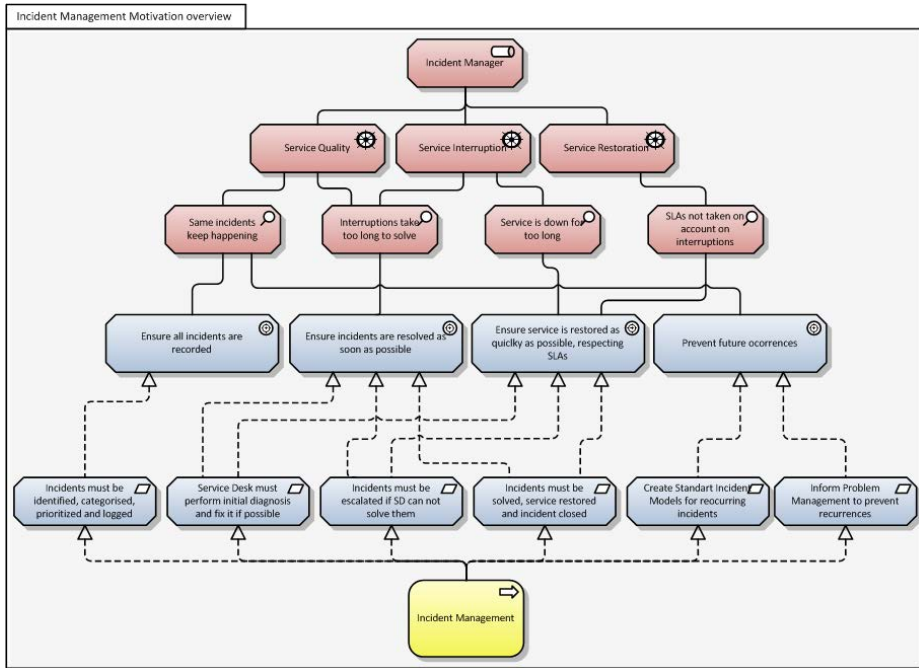 Incident Management Motivation overview
Incident Manager
Service Quality
Service Interruption
Service Restoration
Same incidents
keep happening
Interruptions take
too long to solve
Service is down for
too long
SLAs not taken on
account on
interruptions
Ensure all incidents are
recorded
Ensure incidents are resolved as
soon as possible
Ensure service is restored as
quiclky as possible, respecting
SLAs
Prevent future ocorrences
Incidents must be
identified, categorised,
prioritized and logged
Service Desk must
perform initial diagnosis
and fix it if possible
Incidents must be
escalated if SD can not
solve them
Incidents must be
solved, service restored
and incident closed
Create Standart Incident
Models for reocurring
incidents
Inform Problem
Management to prevent
recurrences
Incident Management